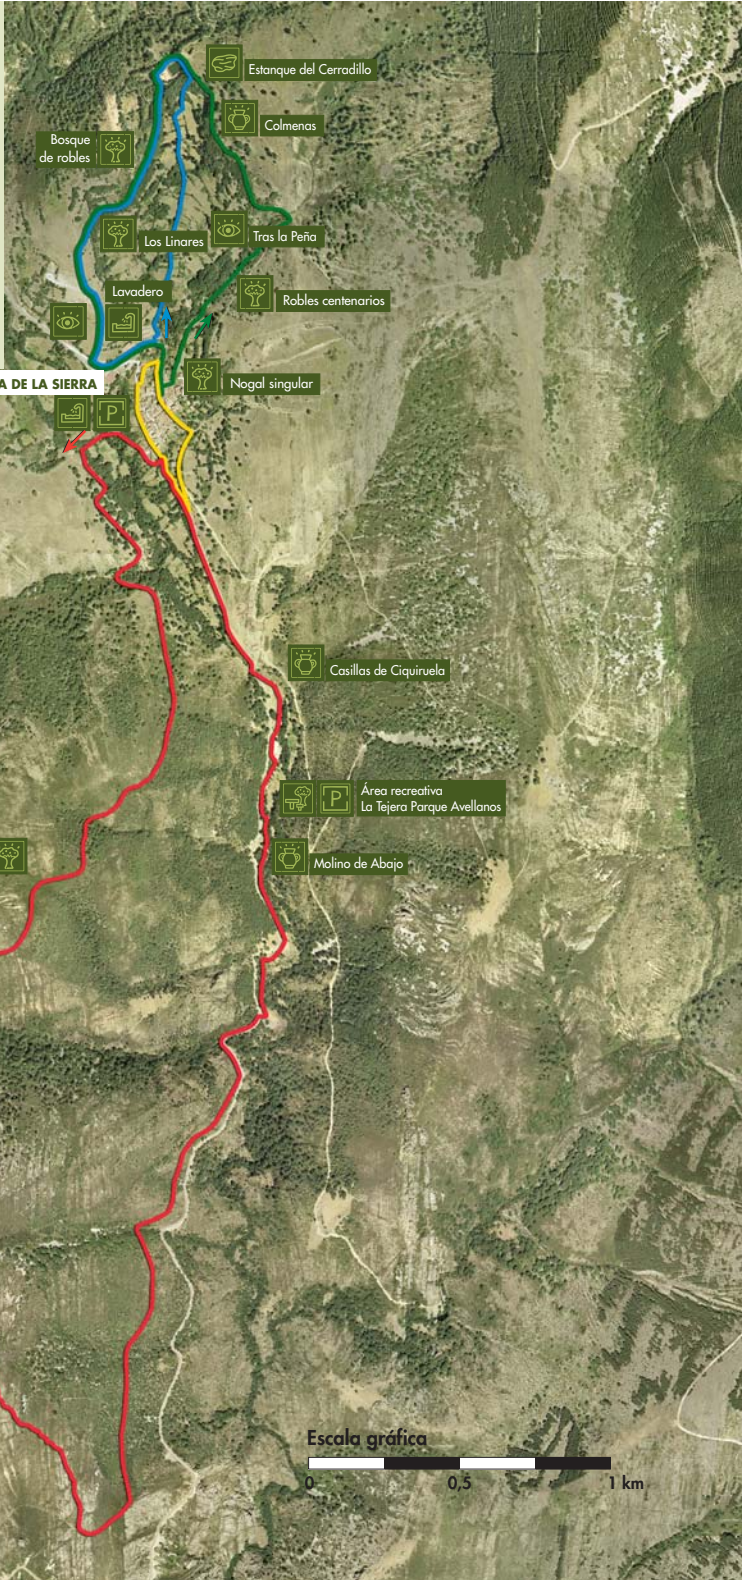 Estanque del Cerradillo
Colmenas
Bosque
de robles
Los Linares
Tras la Peña
Lavadero
Robles centenarios
A DE LA SIERRA
Nogal singular
P
Casillas de Ciquiruela
P
Área recreativa
La Tejera Parque Avellanos
Molino de Abajo
Escala gráfica
0
0,5
1 km